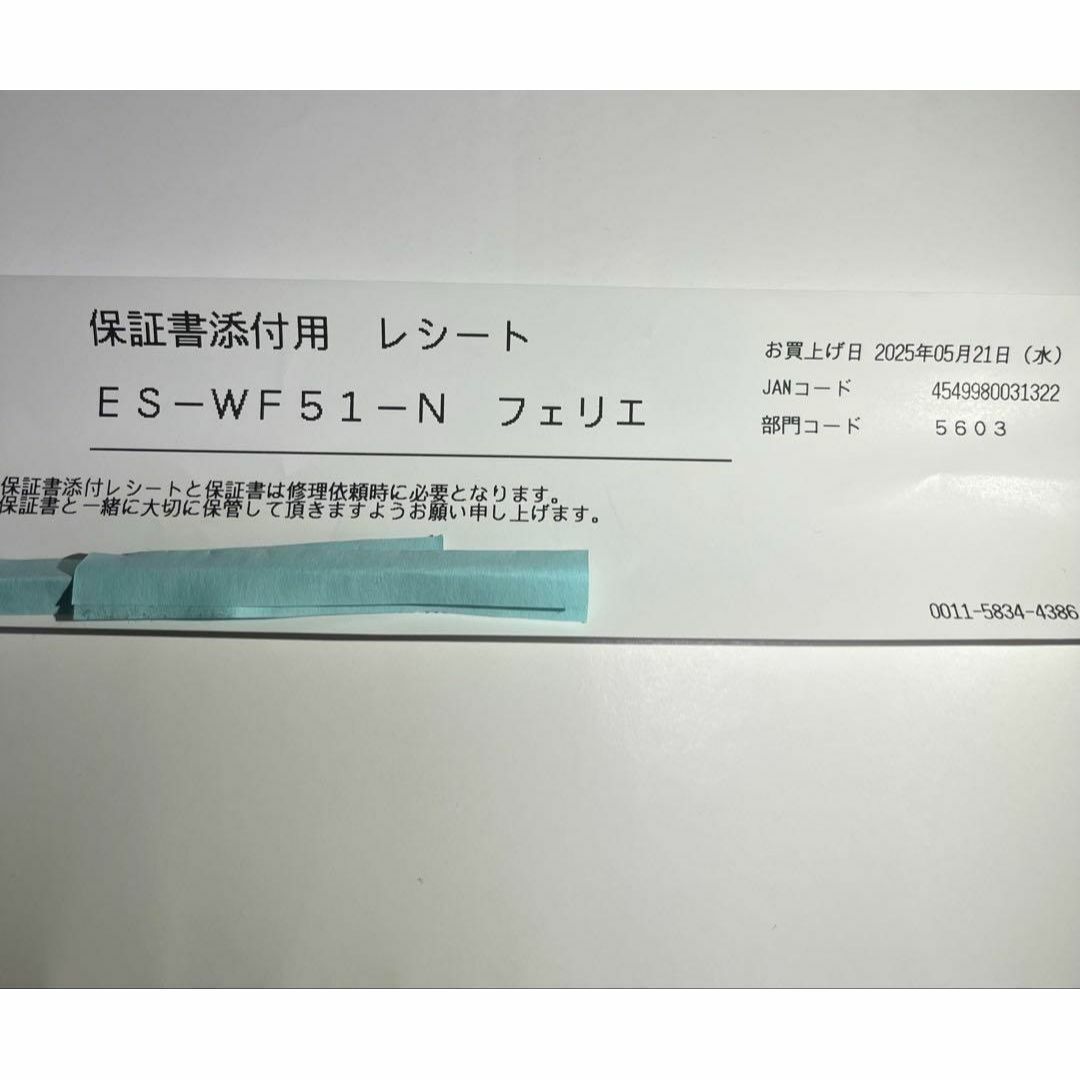 保証書添付用　レシート
ＥＳ－ＷＦ５１－Ｎ　フェリエ
お買上げ日 2025年05月21日（水）
JANコード 4549980031322
部門コード ５６０３
保証書添付レシートと保証書は修理依頼時に必要となります。
保証書と一緒に大切に保管して頂きますようお願い申し上げます。
0011-5834-4386